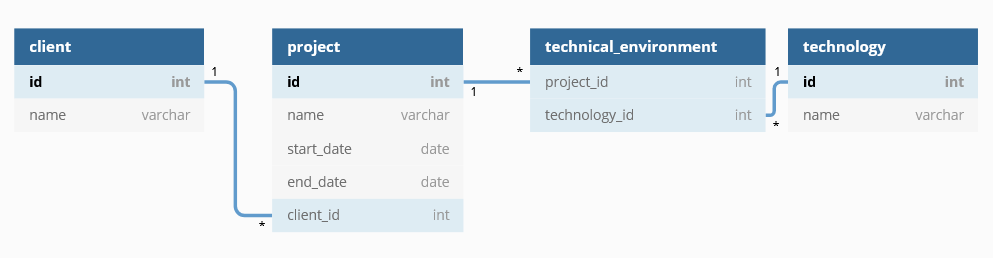 client
id int
name varchar
1
*
project
id int
name varchar
start_date date
end_date date
client_id int
1
*
technical_environment
project_id int
technology_id int
1
*
technology
id int
name varchar